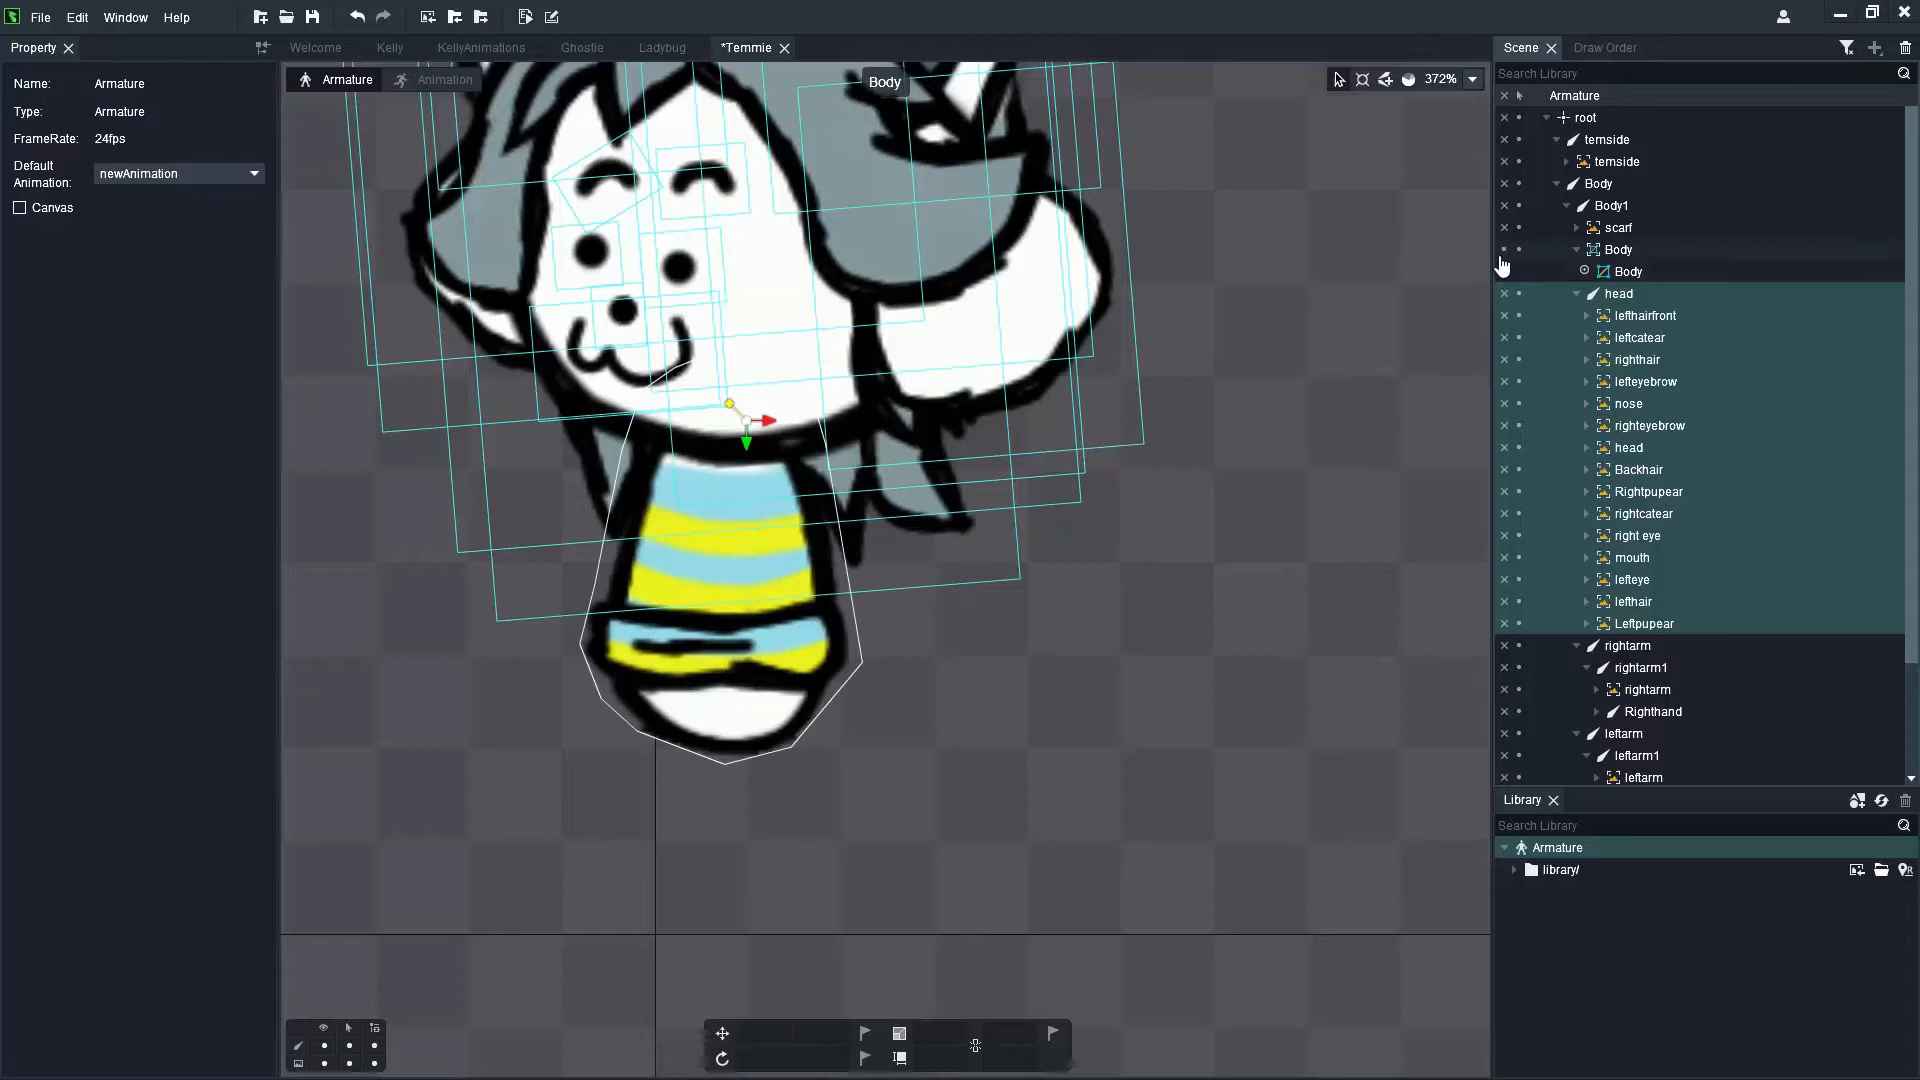 File Edit Window Help
Property
Welcome Kelly KellyAnimations Ghostie Ladybug *Temmie
Scene Draw Order
Name: Armature
Type: Armature
FrameRate: 24fps
Default Animation: newAnimation
Canvas
Armature Animation
Body
372%
Search Library
Armature
root
temside
temside
Body
Body1
scarf
Body
Body
head
lefthairfront
leftcatear
righthair
lefteyebrow
nose
righteyebrow
head
Backhair
Rightpupear
rightcatear
right eye
mouth
lefteye
lefthair
Leftpupear
rightarm
rightarm1
rightarm
Righthand
leftarm
leftarm1
leftarm
Library
Search Library
Armature
library/